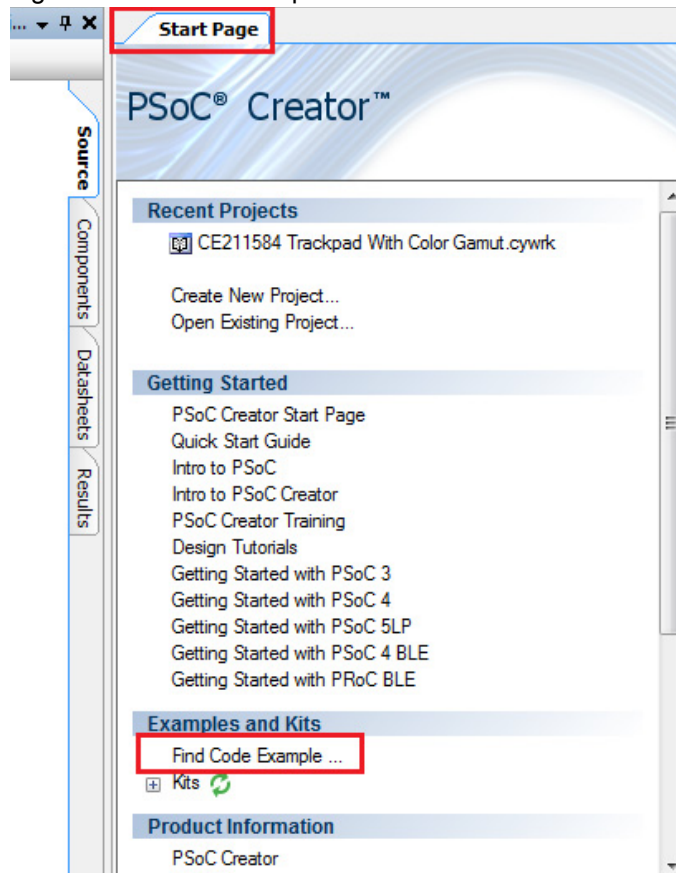 Start Page
PSoC® Creator™
Source
Components
Datasheets
Results
Recent Projects
CE211584 Trackpad With Color Gamut.cywrk
Create New Project...
Open Existing Project...
Getting Started
PSoC Creator Start Page
Quick Start Guide
Intro to PSoC
Intro to PSoC Creator
PSoC Creator Training
Design Tutorials
Getting Started with PSoC 3
Getting Started with PSoC 4
Getting Started with PSoC 5LP
Getting Started with PSoC 4 BLE
Getting Started with PRoC BLE
Examples and Kits
Find Code Example ...
Kits
Product Information
PSoC Creator